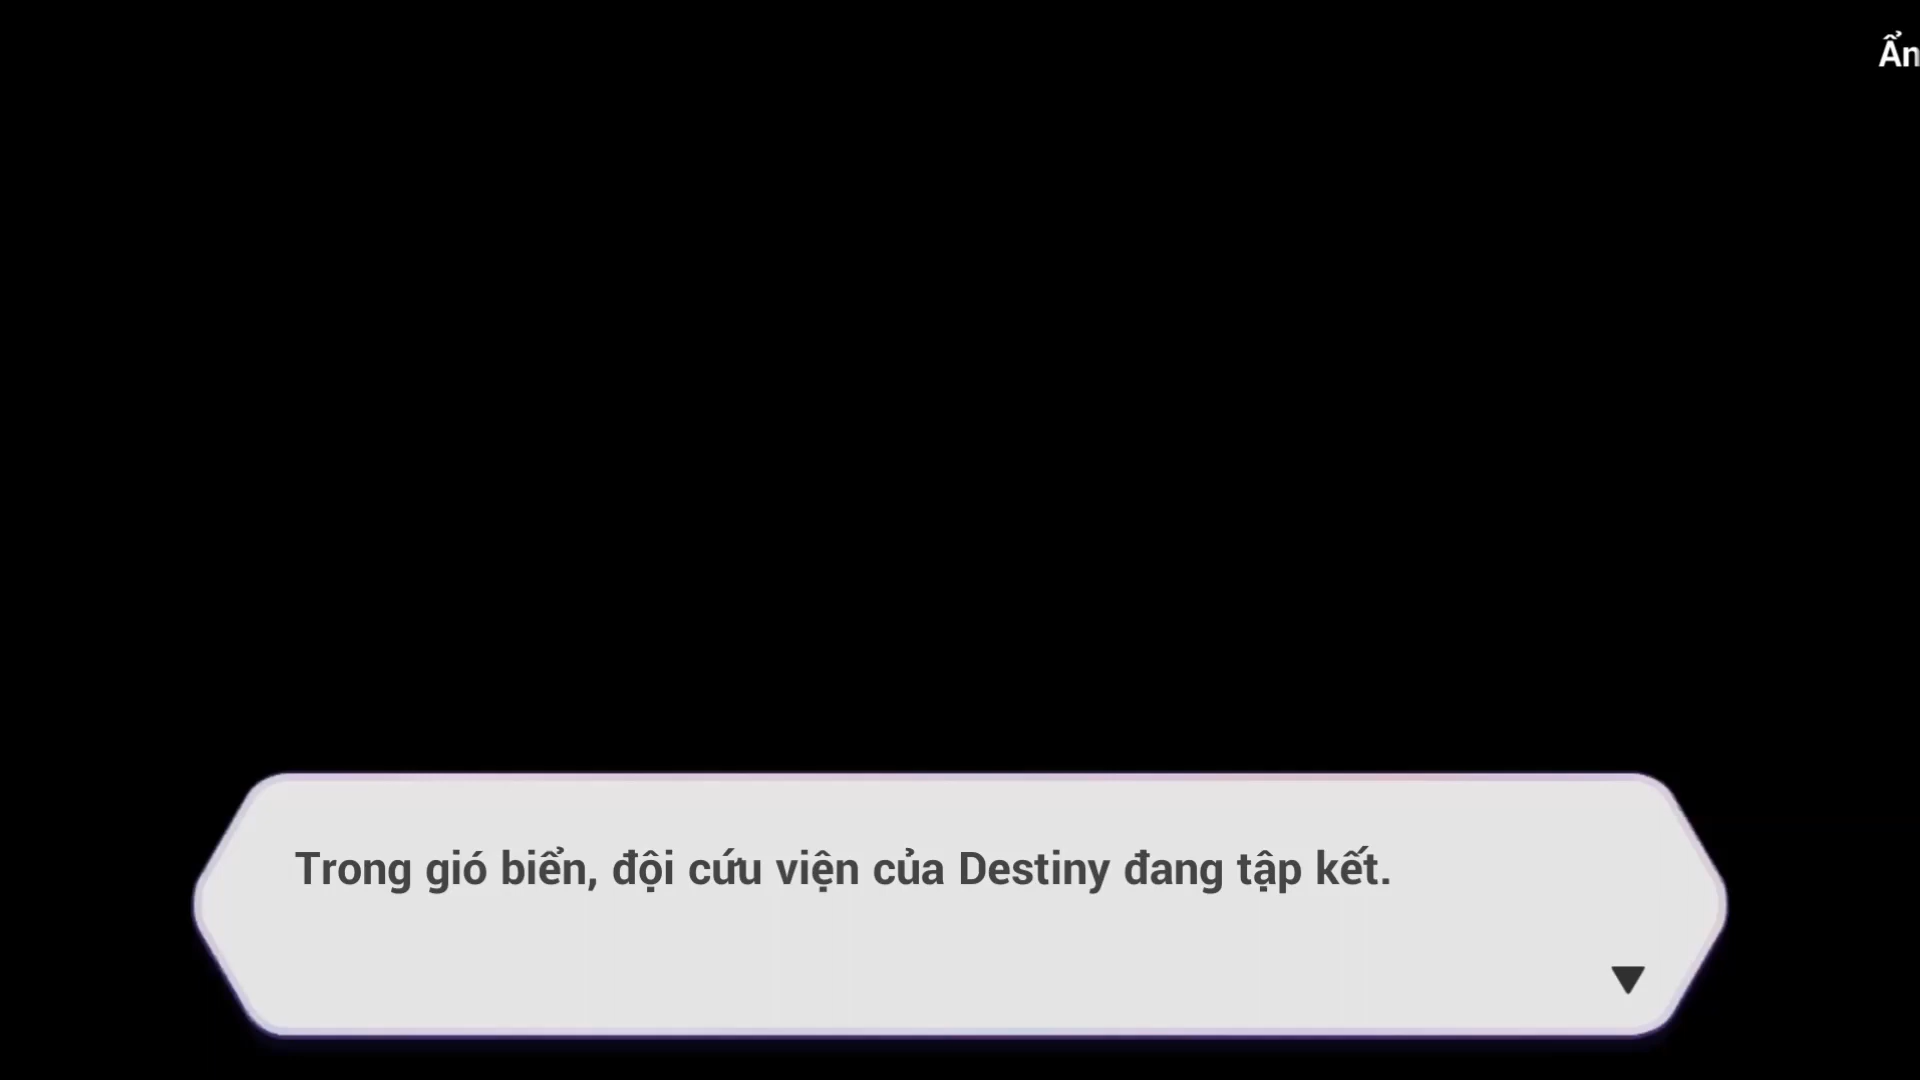 Ẩn
Trong gió biển, đội cứu viện của Destiny đang tập kết.